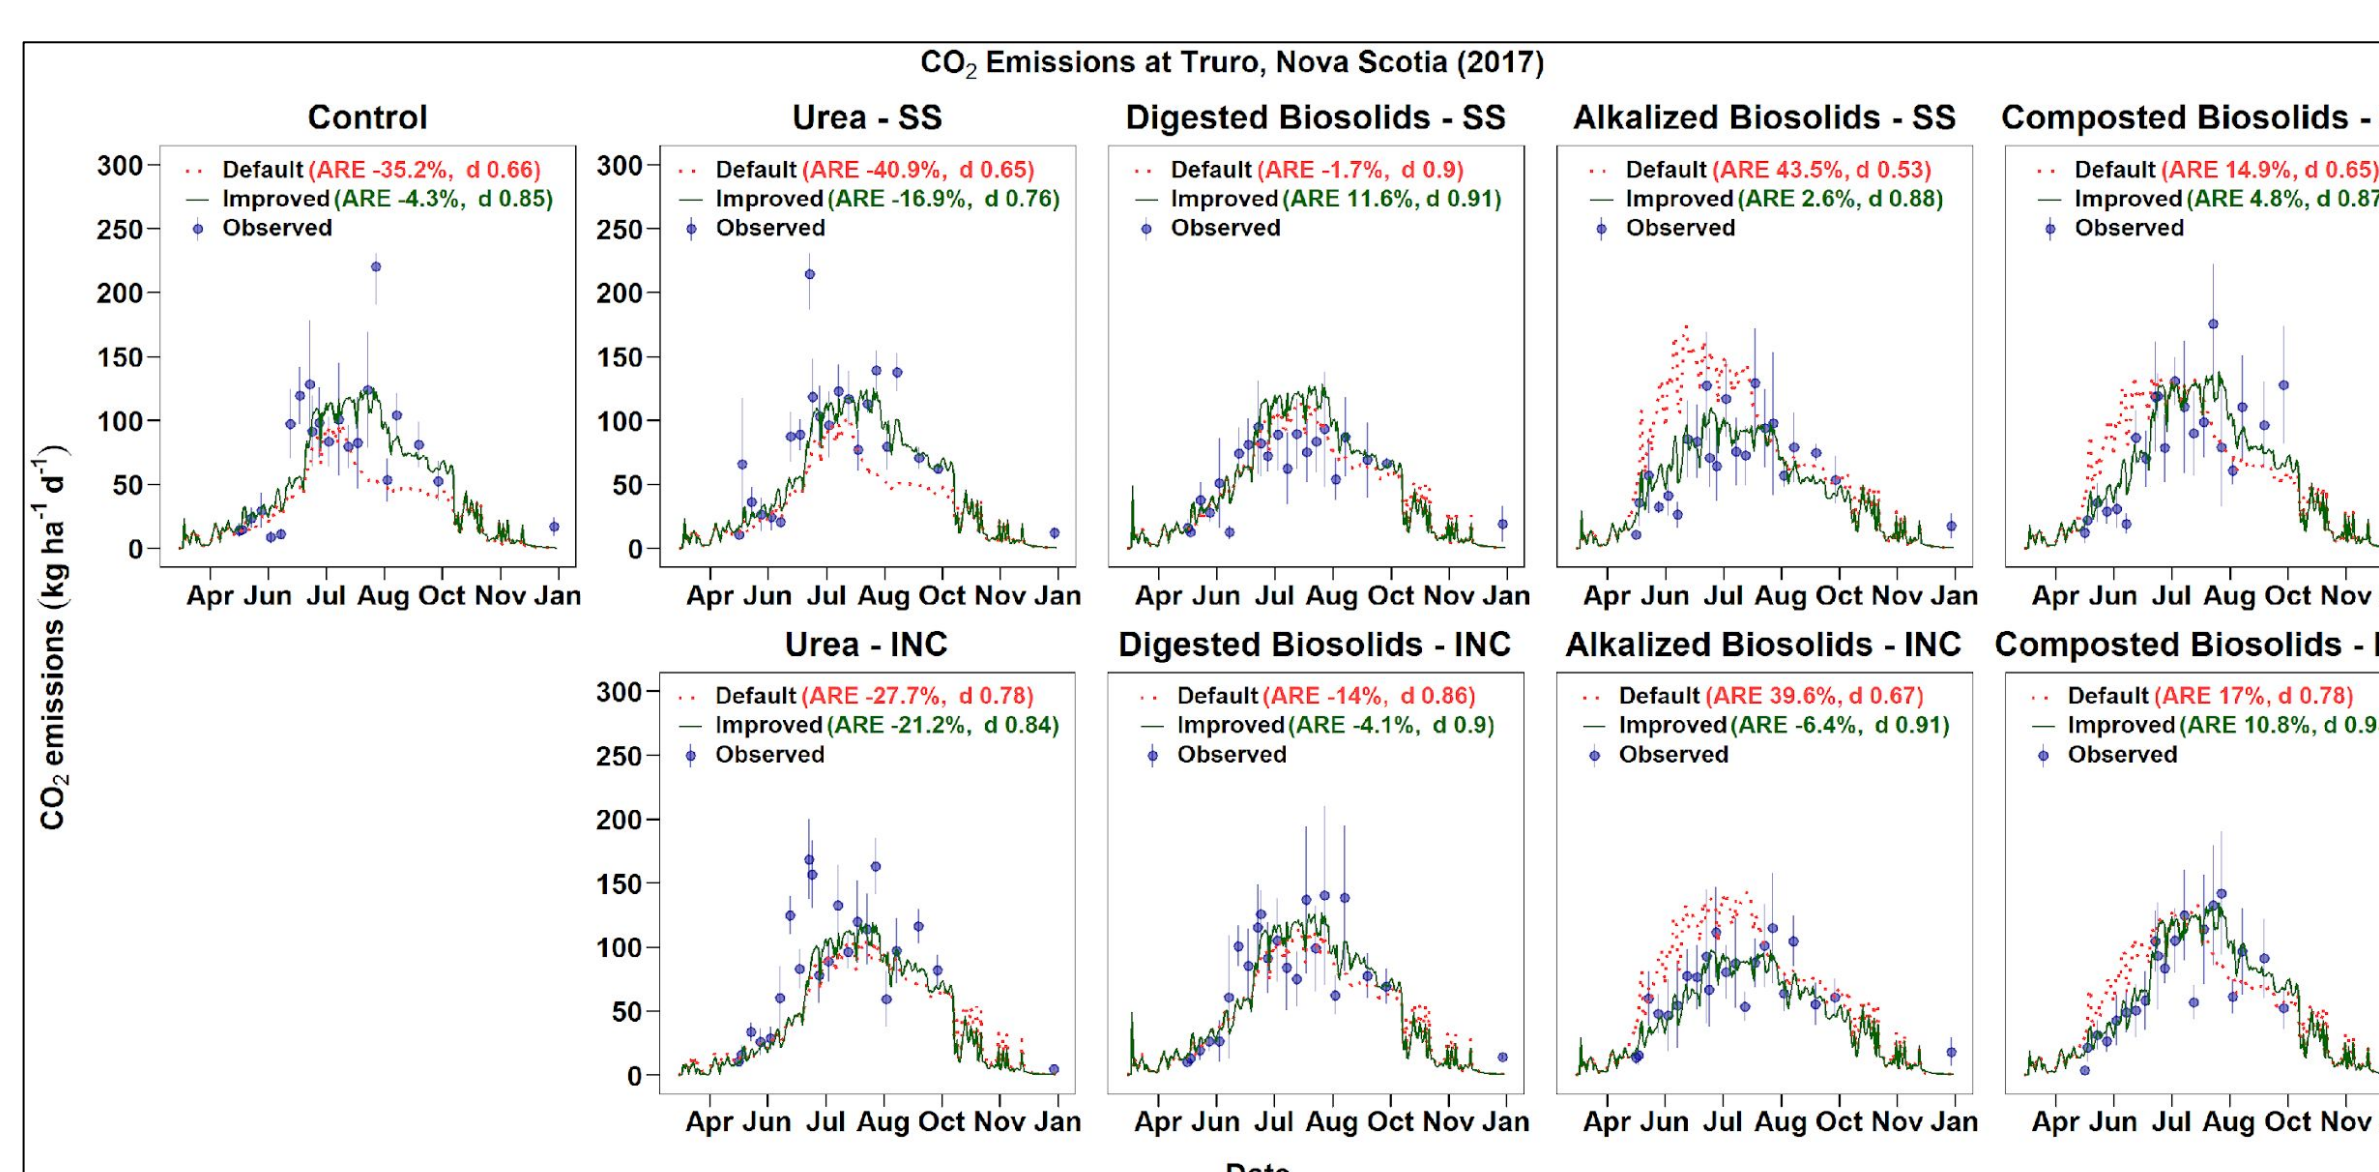 CO₂ Emissions at Truro, Nova Scotia (2017)
CO₂ emissions (kg ha⁻¹ d⁻¹)
Control
Default (ARE -35.2%, d 0.66)
Improved (ARE -4.3%, d 0.85)
Observed
300
250
200
150
100
50
0
Apr Jun Jul Aug Oct Nov Jan
Urea - SS
Default (ARE -40.9%, d 0.65)
Improved (ARE -16.9%, d 0.76)
Observed
300
250
200
150
100
50
0
Apr Jun Jul Aug Oct Nov Jan
Digested Biosolids - SS
Default (ARE -1.7%, d 0.9)
Improved (ARE 11.6%, d 0.91)
Observed
Apr Jun Jul Aug Oct Nov Jan
Alkalized Biosolids - SS
Default (ARE 43.5%, d 0.53)
Improved (ARE 2.6%, d 0.88)
Observed
Apr Jun Jul Aug Oct Nov Jan
Composted Biosolids -
Default (ARE 14.9%, d 0.65)
Improved (ARE 4.8%, d 0.87
Observed
Apr Jun Jul Aug Oct Nov
Urea - INC
Default (ARE -27.7%, d 0.78)
Improved (ARE -21.2%, d 0.84)
Observed
300
250
200
150
100
50
0
Apr Jun Jul Aug Oct Nov Jan
Digested Biosolids - INC
Default (ARE -14%, d 0.86)
Improved (ARE -4.1%, d 0.9)
Observed
Apr Jun Jul Aug Oct Nov Jan
Alkalized Biosolids - INC
Default (ARE 39.6%, d 0.67)
Improved (ARE -6.4%, d 0.91)
Observed
Apr Jun Jul Aug Oct Nov Jan
Composted Biosolids -
Default (ARE 17%, d 0.78)
Improved (ARE 10.8%, d 0.9
Observed
Apr Jun Jul Aug Oct Nov
Date